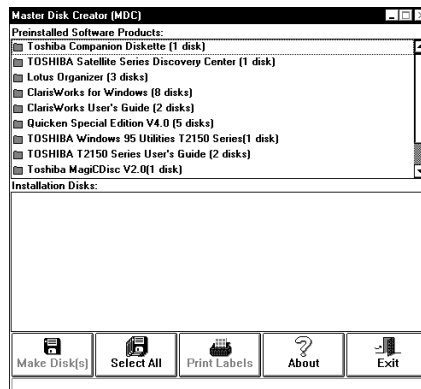 Master Disk Creator (MDC)
Preinstalled Software Products:
Toshiba Companion Diskette (1 disk)
TOSHIBA Satellite Series Discovery Center (1 disk)
Lotus Organizer (3 disks)
ClarisWorks for Windows (8 disks)
ClarisWorks User's Guide (2 disks)
Quicken Special Edition V4.0 (5 disks)
TOSHIBA Windows 95 Utilities T2150 Series(1 disk)
TOSHIBA T2150 Series User's Guide (2 disks)
Toshiba MagiCDisc V2.0(1 disk)
Installation Disks:
Make Disk(s) Select All Print Labels About Exit